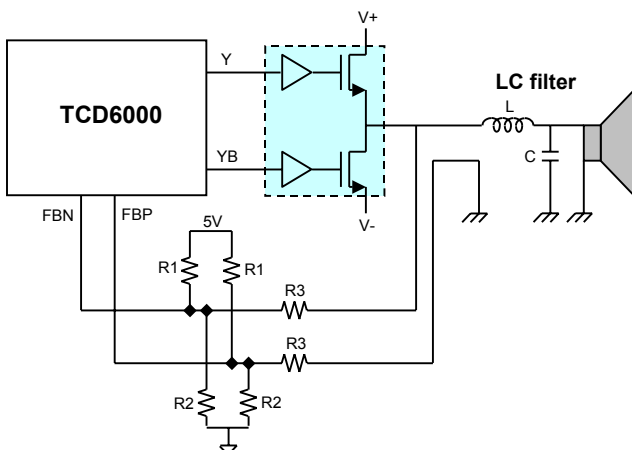 V+
Y
TCD6000
LC filter
L
YB
C
FBN
FBP
V-
5V
R1
R1
R3
R3
R2
R2